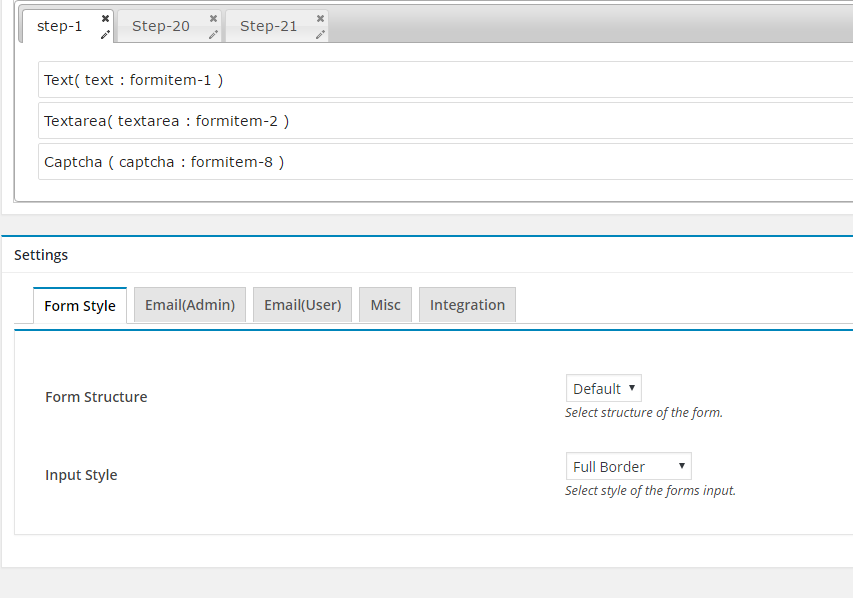 step-1 Step-20 Step-21
Text( text : formitem-1 )
Textarea( textarea : formitem-2 )
Captcha ( captcha : formitem-8 )
Settings
Form Style Email(Admin) Email(User) Misc Integration
Form Structure Default
Select structure of the form.
Input Style Full Border
Select style of the forms input.